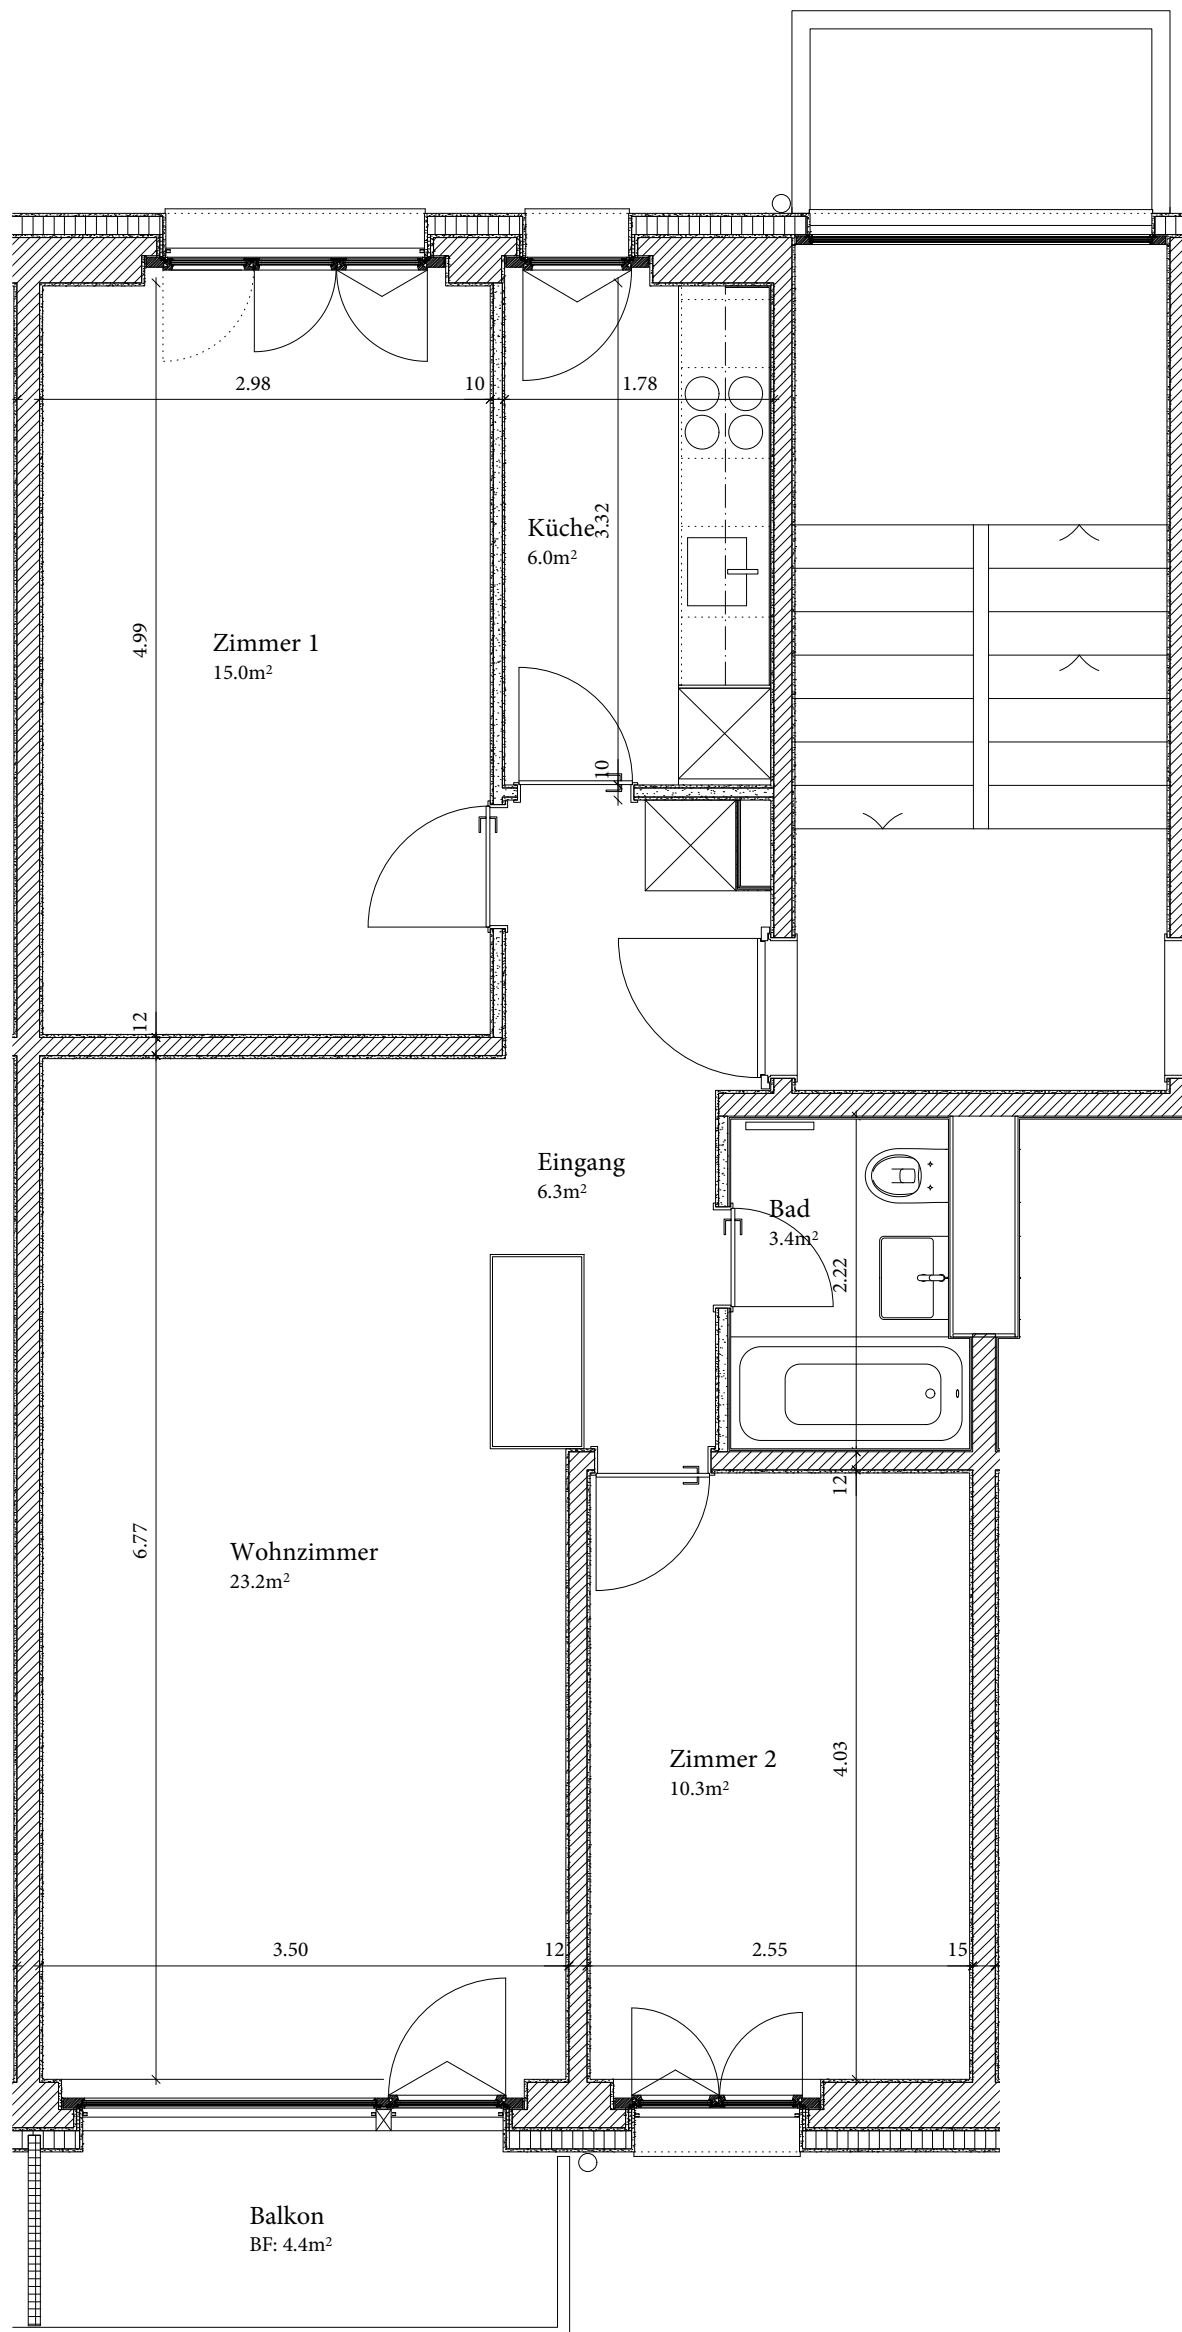 2.98
10
1.78
Küche
6.0m²
3.32
Zimmer 1
15.0m²
4.99
10
12
Eingang
6.3m²
Bad
3.4m²
2.22
12
Wohnzimmer
23.2m²
6.77
Zimmer 2
10.3m²
4.03
3.50
12
2.55
15
Balkon
BF: 4.4m²